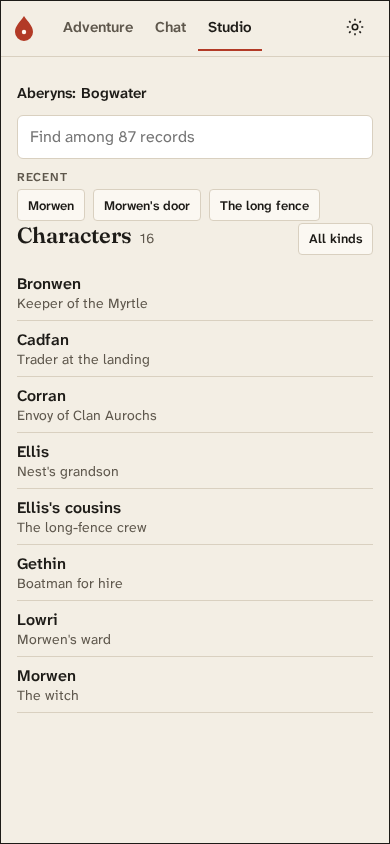 Adventure Chat Studio
Aberyns: Bogwater
Find among 87 records
RECENT
Morwen Morwen's door The long fence
Characters 16 All kinds
Bronwen
Keeper of the Myrtle
Cadfan
Trader at the landing
Corran
Envoy of Clan Aurochs
Ellis
Nest's grandson
Ellis's cousins
The long-fence crew
Gethin
Boatman for hire
Lowri
Morwen's ward
Morwen
The witch